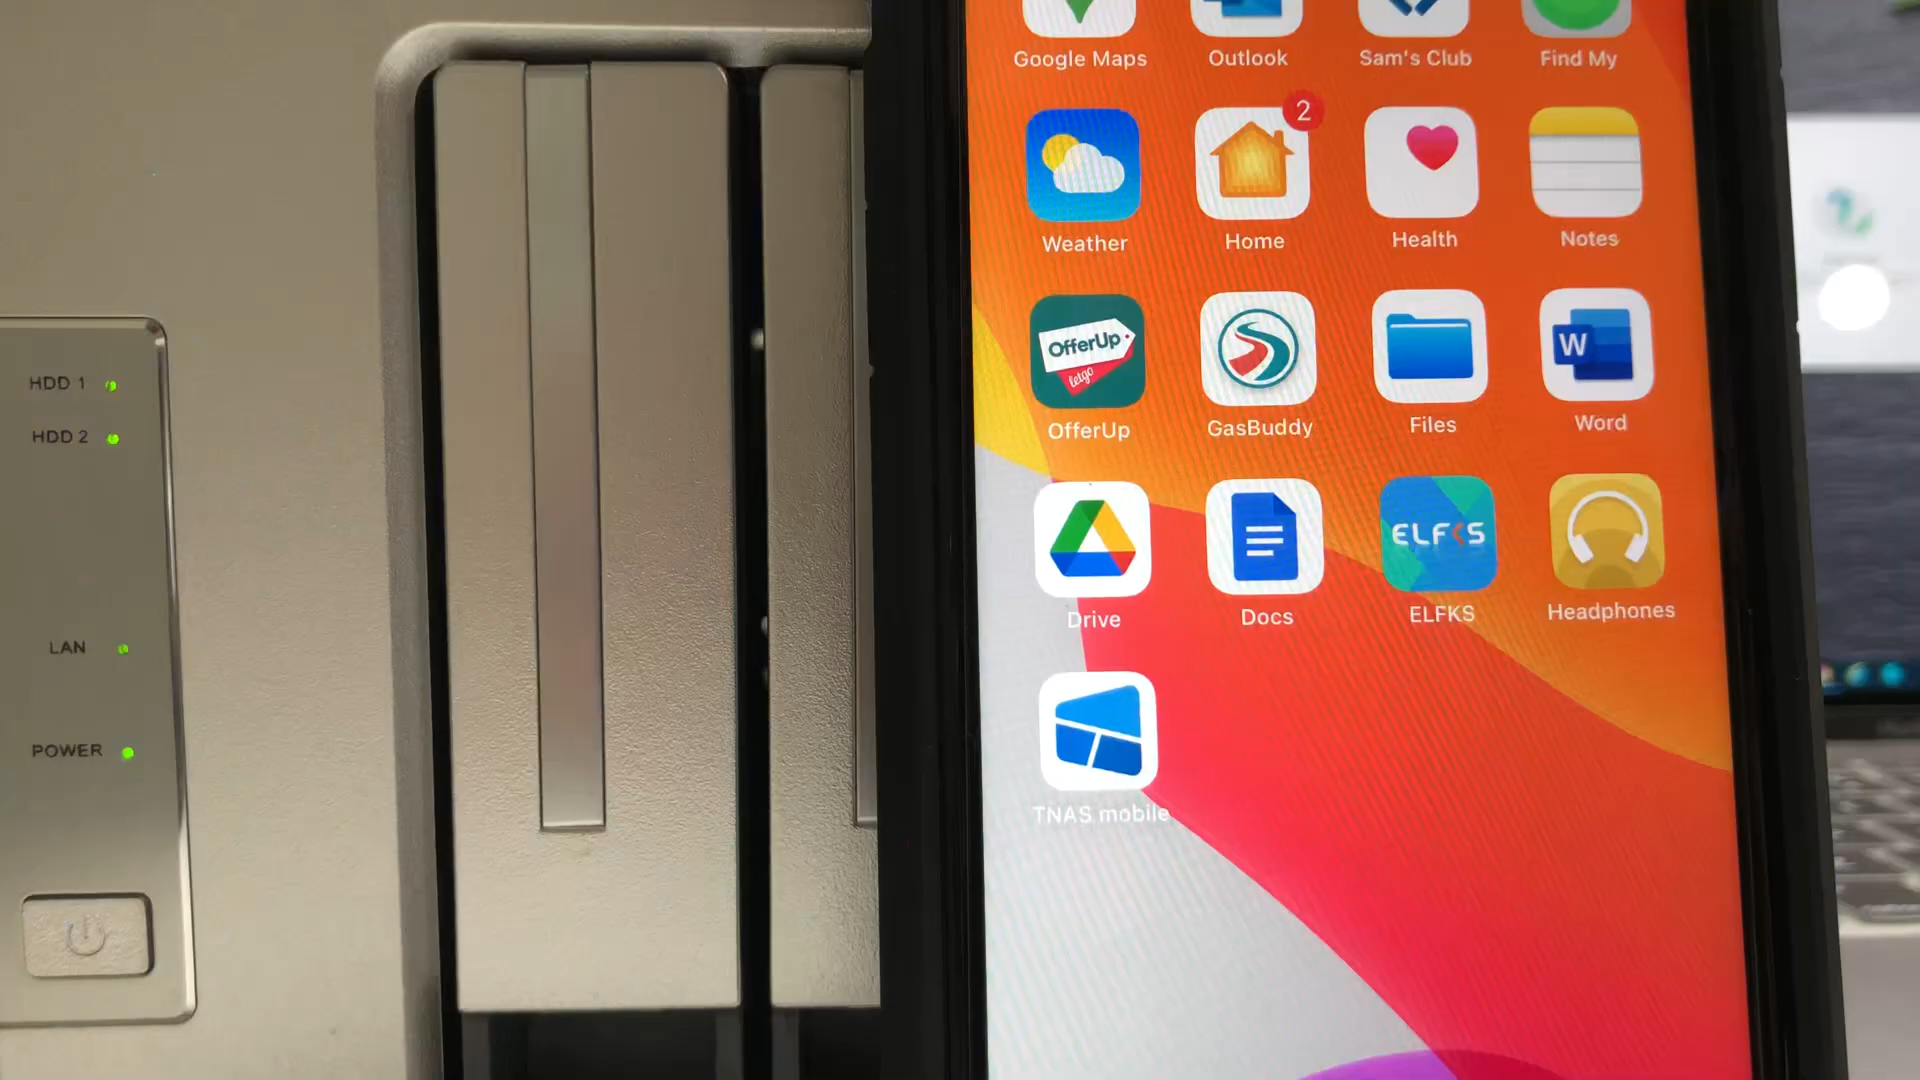 HDD 1
HDD 2
LAN
POWER
Google Maps
Outlook
Sam's Club
Find My
2
Weather
Home
Health
Notes
OfferUp
letgo
W
OfferUp
GasBuddy
Files
Word
ELFKS
Drive
Docs
ELFKS
Headphones
TNAS mobile